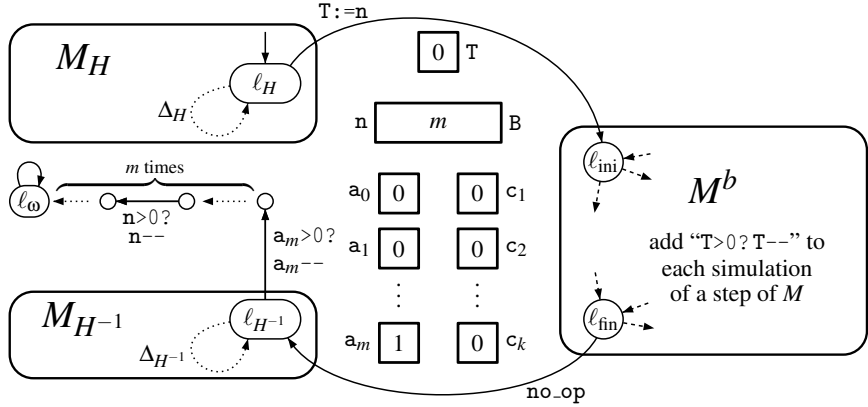 T:=n
M_H
ℓ_H
Δ_H
0 T
n m B
m times
ℓ_ω
n>0?
n--
a_m>0?
a_m--
a_0 0 0 c_1
a_1 0 0 c_2
⋮ ⋮
a_m 1 0 c_k
M_{H^{-1}}
ℓ_{H^{-1}}
Δ_{H^{-1}}
ℓ_ini
M^b
add “T>0? T--” to
each simulation
of a step of M
ℓ_fin
no_op